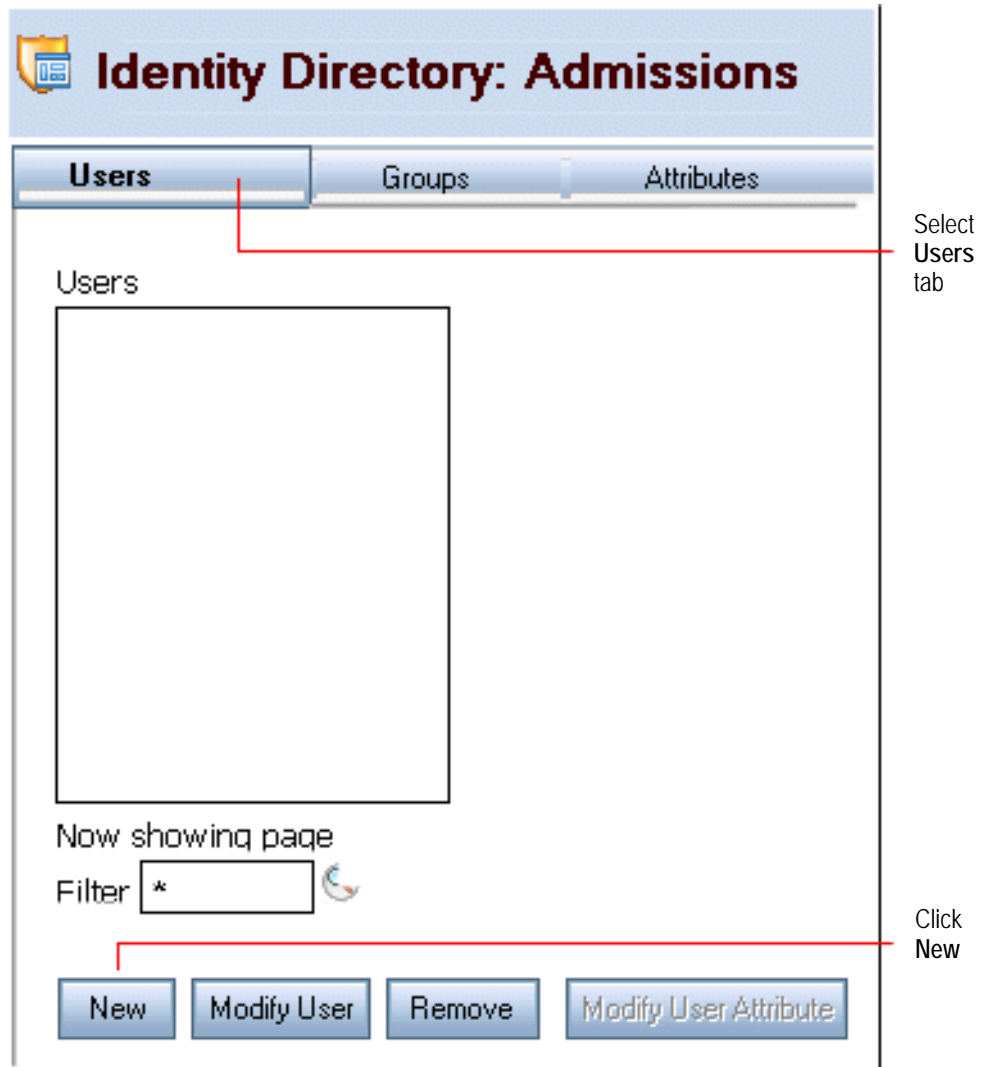 Identity Directory: Admissions
Users Groups Attributes
Select
Users
tab
Users
Now showing page
Filter *
Click
New
New Modify User Remove Modify User Attribute